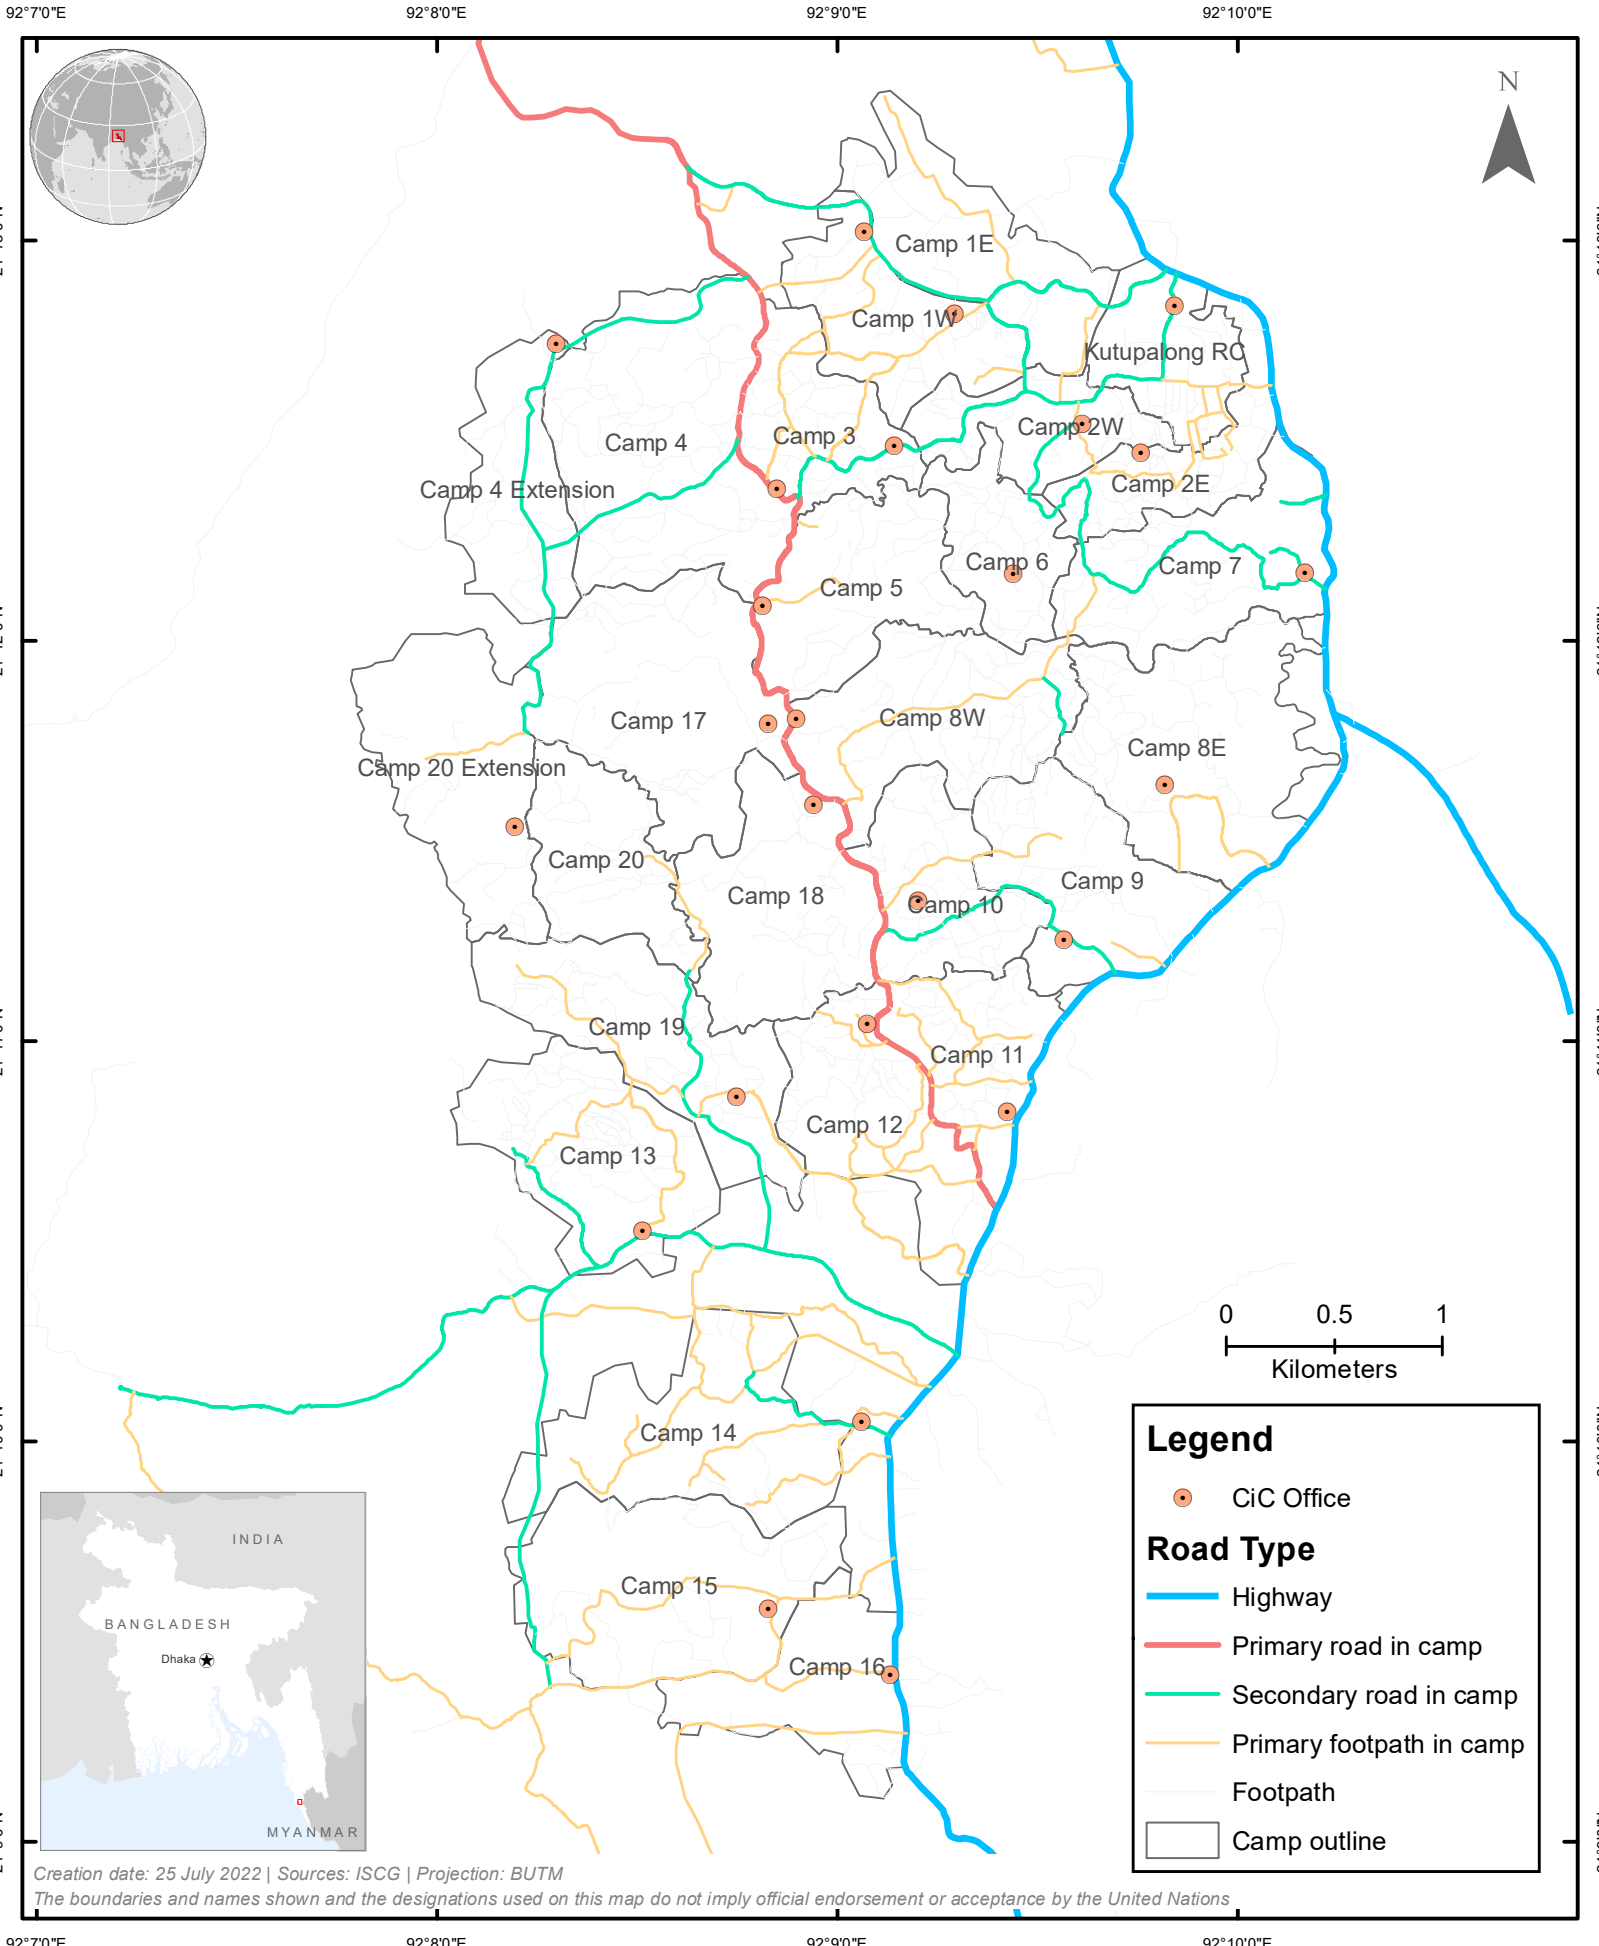 92°7'0"E
92°8'0"E
92°9'0"E
92°10'0"E
N
Camp 1E
Camp 1W
Kutupalong RC
Camp 3
Camp 2W
Camp 4
Camp 4 Extension
Camp 2E
Camp 6
Camp 7
Camp 5
Camp 17
Camp 8W
Camp 8E
Camp 20 Extension
Camp 20
Camp 18
Camp 9
Camp 10
Camp 19
Camp 11
Camp 12
Camp 13
0 0.5 1
Kilometers
Camp 14
Camp 15
Camp 16
Legend
CiC Office
Road Type
Highway
Primary road in camp
Secondary road in camp
Primary footpath in camp
Footpath
Camp outline
INDIA
BANGLADESH
Dhaka
MYANMAR
Creation date: 25 July 2022 | Sources: ISCG | Projection: BUTM
The boundaries and names shown and the designations used on this map do not imply official endorsement or acceptance by the United Nations
92°7'0"E
92°8'0"E
92°9'0"E
92°10'0"E